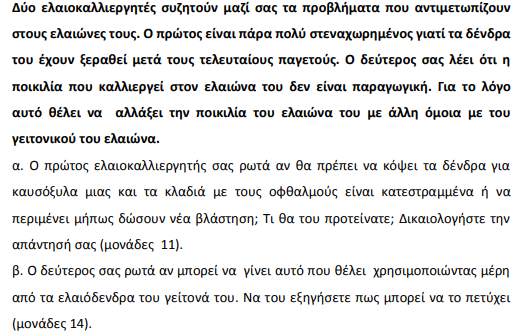 Δύο ελαιοκαλλιεργητές συζητούν μαζί σας τα προβλήματα που αντιμετωπίζουν
στους ελαιώνες τους. Ο πρώτος είναι πάρα πολύ στεναχωρημένος γιατί τα δένδρα
του έχουν ξεραθεί μετά τους τελευταίους παγετούς. Ο δεύτερος σας λέει ότι η
ποικιλία που καλλιεργεί στον ελαιώνα του δεν είναι παραγωγική. Για το λόγο
αυτό θέλει να αλλάξει την ποικιλία του ελαιώνα του με άλλη όμοια με του
γειτονικού του ελαιώνα.
α. Ο πρώτος ελαιοκαλλιεργητής σας ρωτά αν θα πρέπει να κόψει τα δένδρα για
καυσόξυλα μιας και τα κλαδιά με τους οφθαλμούς είναι κατεστραμμένα ή να
περιμένει μήπως δώσουν νέα βλάστηση; Τι θα του προτείνατε; Δικαιολογήστε την
απάντησή σας (μονάδες 11).
β. Ο δεύτερος σας ρωτά αν μπορεί να γίνει αυτό που θέλει χρησιμοποιώντας μέρη
από τα ελαιόδενδρα του γείτονά του. Να του εξηγήσετε πως μπορεί να το πετύχει
(μονάδες 14).